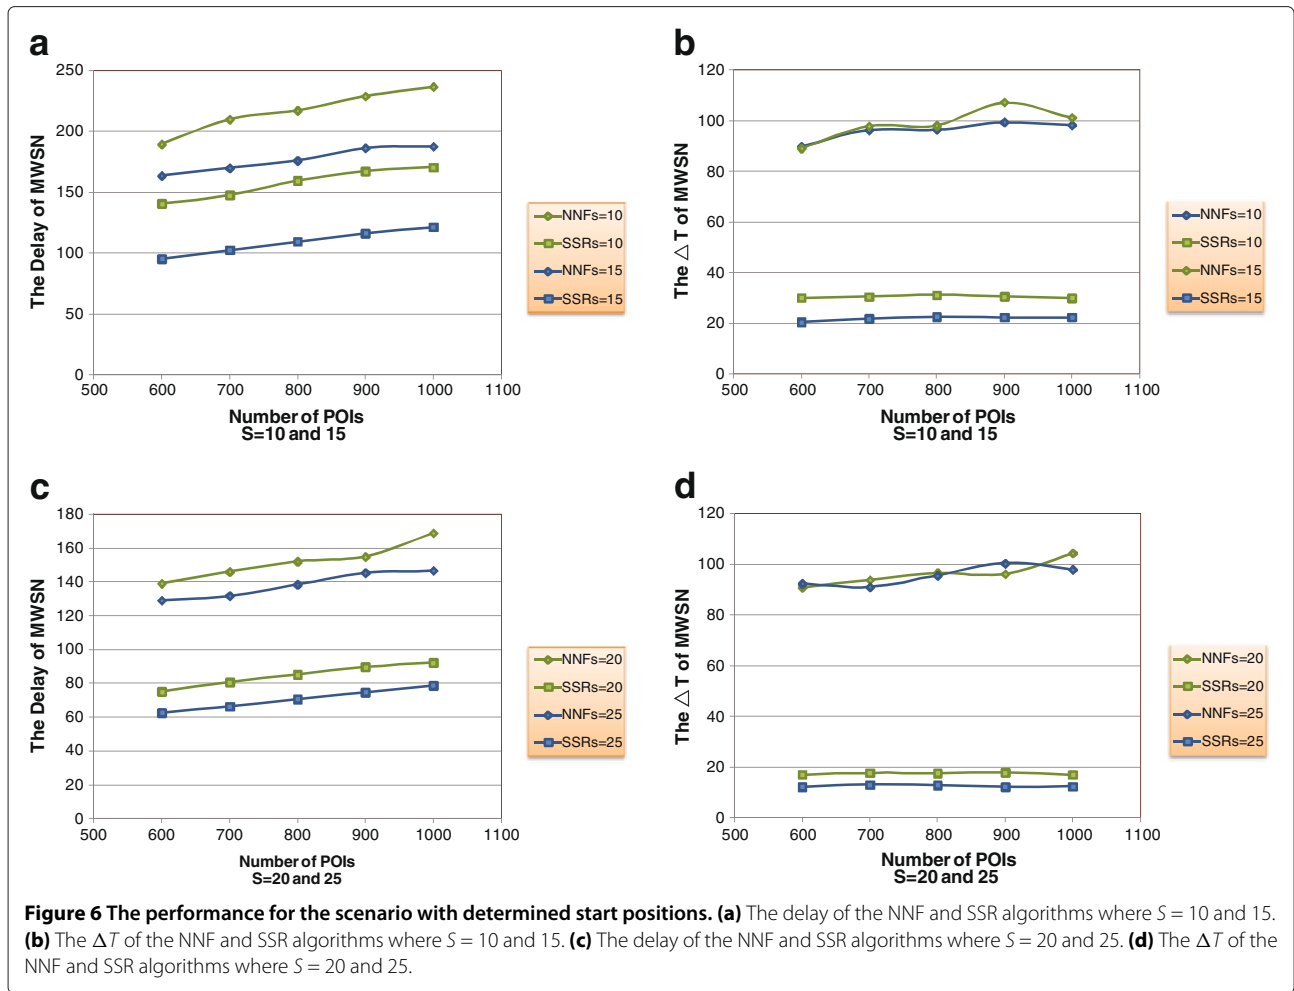 a
250
200
150
100
50
0
500 600 700 800 900 1000 1100
The Delay of MWSN
Number of POIs
S=10 and 15
NNFs=10
SSRs=10
NNFs=15
SSRs=15
b
120
100
80
60
40
20
0
500 600 700 800 900 1000 1100
The △ T of MWSN
Number of POIs
S=10 and 15
NNFs=10
SSRs=10
NNFs=15
SSRs=15
c
180
160
140
120
100
80
60
40
20
0
500 600 700 800 900 1000 1100
The Delay of MWSN
Number of POIs
S=20 and 25
NNFs=20
SSRs=20
NNFs=25
SSRs=25
d
120
100
80
60
40
20
0
500 600 700 800 900 1000 1100
The △ T of MWSN
Number of POIs
S=20 and 25
NNFs=20
SSRs=20
NNFs=25
SSRs=25
Figure 6 The performance for the scenario with determined start positions. (a) The delay of the NNF and SSR algorithms where S = 10 and 15.
(b) The ΔT of the NNF and SSR algorithms where S = 10 and 15. (c) The delay of the NNF and SSR algorithms where S = 20 and 25. (d) The ΔT of the
NNF and SSR algorithms where S = 20 and 25.